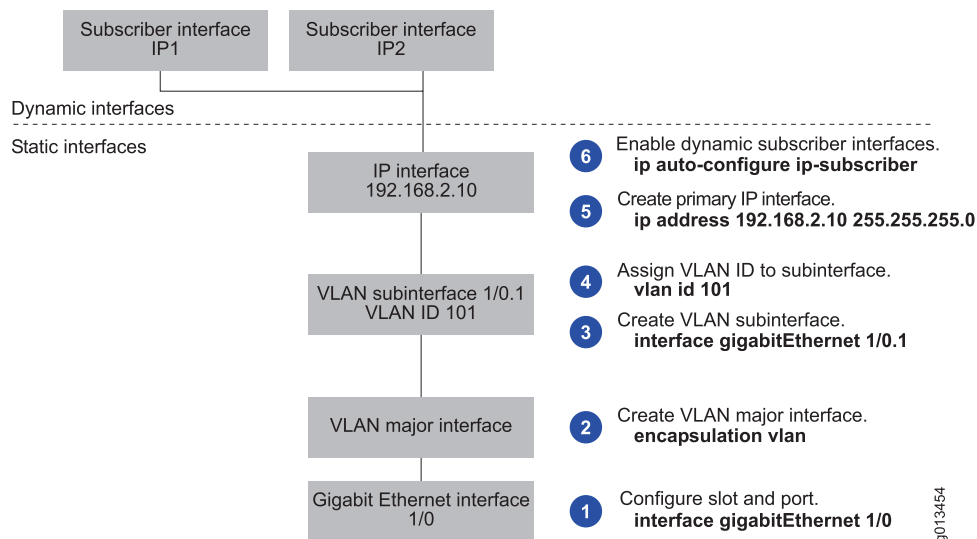 Subscriber interface
IP1
Subscriber interface
IP2
Dynamic interfaces
Static interfaces
IP interface
192.168.2.10
6
Enable dynamic subscriber interfaces.
ip auto-configure ip-subscriber
5
Create primary IP interface.
ip address 192.168.2.10 255.255.255.0
VLAN subinterface 1/0.1
VLAN ID 101
4
Assign VLAN ID to subinterface.
vlan id 101
3
Create VLAN subinterface.
interface gigabitEthernet 1/0.1
VLAN major interface
2
Create VLAN major interface.
encapsulation vlan
Gigabit Ethernet interface
1/0
1
Configure slot and port.
interface gigabitEthernet 1/0
g013454